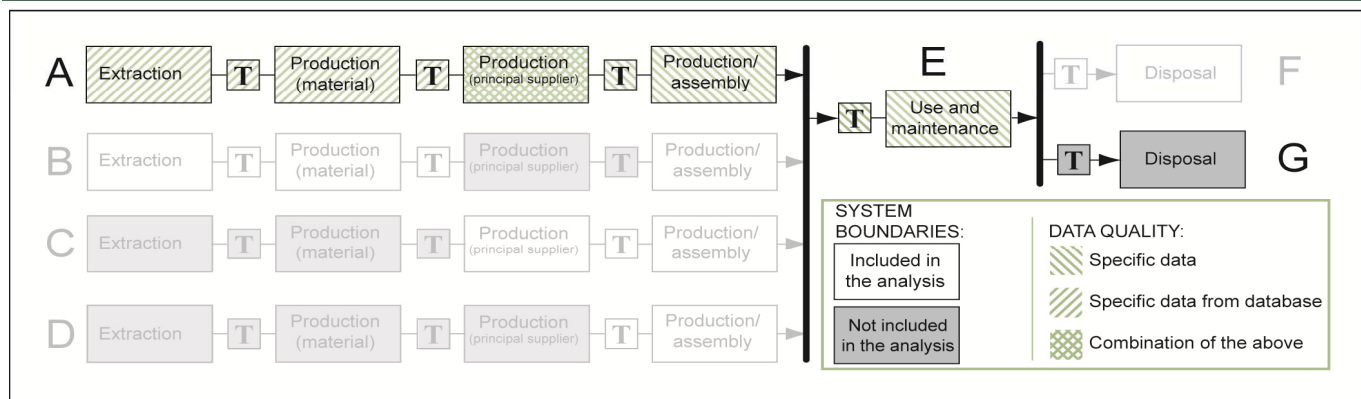 A
Extraction
T
Production
(material)
T
Production
(principal supplier)
T
Production/
assembly
B
Extraction
T
Production
(material)
T
Production
(principal supplier)
T
Production/
assembly
C
Extraction
T
Production
(material)
T
Production
(principal supplier)
T
Production/
assembly
D
Extraction
T
Production
(material)
T
Production
(principal supplier)
T
Production/
assembly
E
T
Use and
maintenance
T
Disposal
F
T
Disposal
G
SYSTEM
BOUNDARIES:
Included in
the analysis
Not included
in the analysis
DATA QUALITY:
Specific data
Specific data from database
Combination of the above